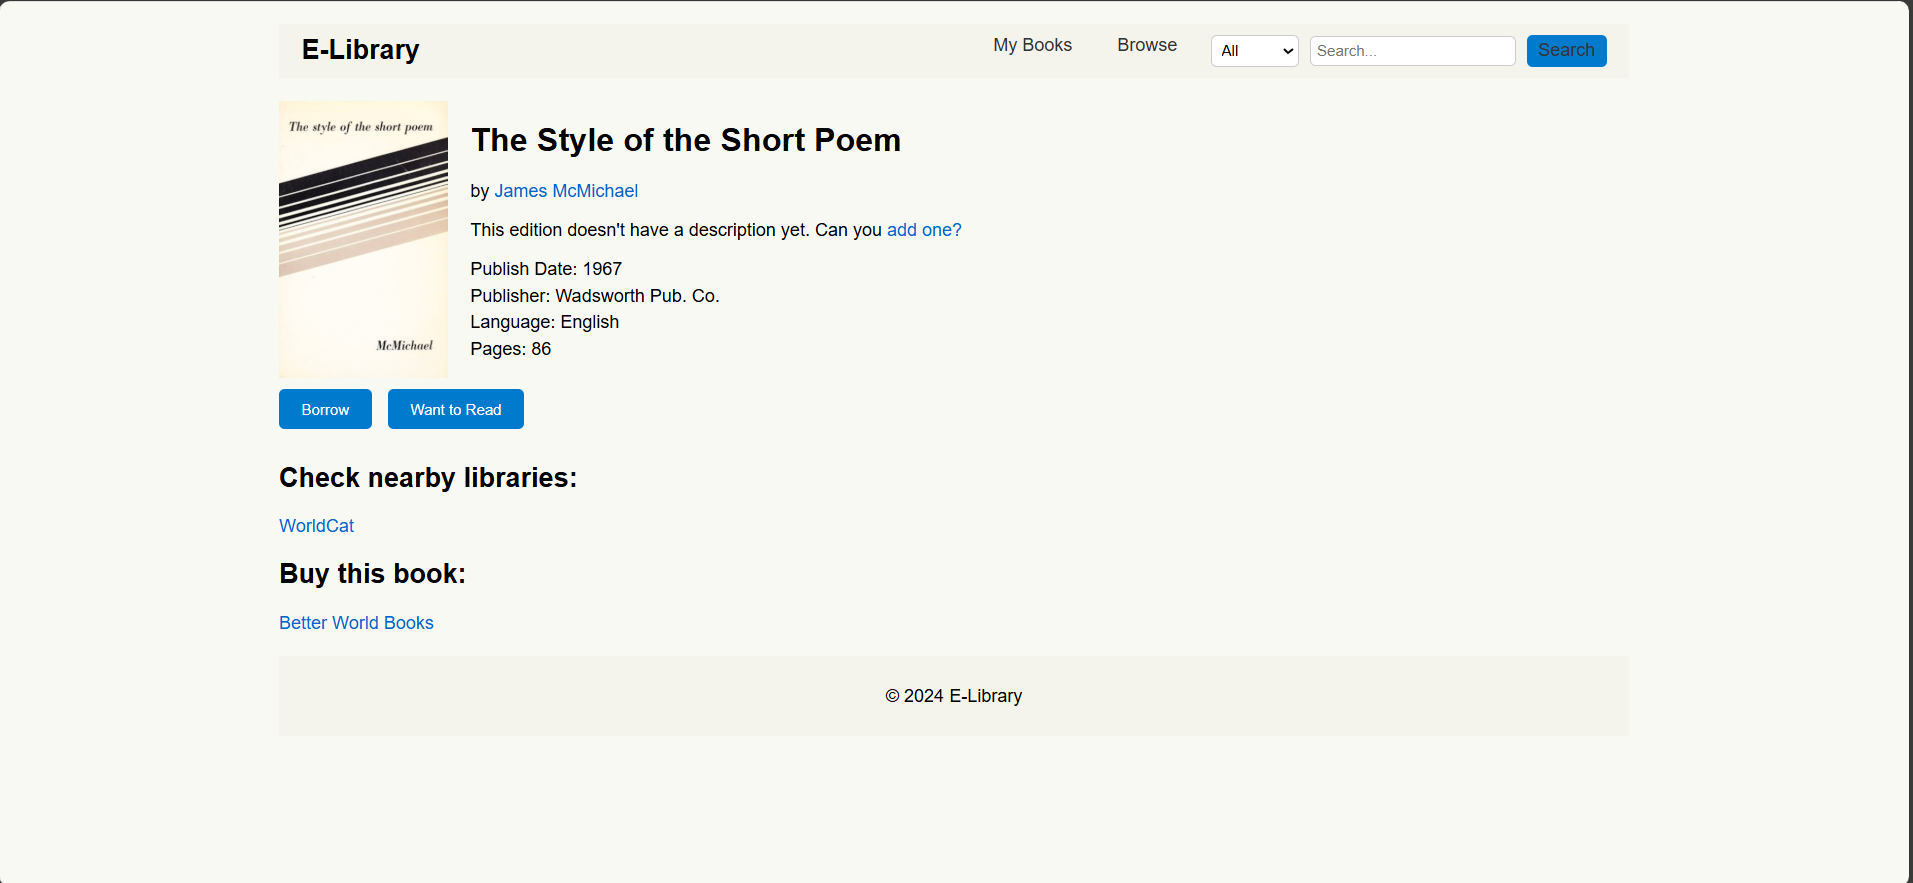 E-Library
My Books
Browse
All
Search...
Search
The style of the short poem
McMichael
The Style of the Short Poem
by James McMichael
This edition doesn't have a description yet. Can you add one?
Publish Date: 1967
Publisher: Wadsworth Pub. Co.
Language: English
Pages: 86
Borrow
Want to Read
Check nearby libraries:
WorldCat
Buy this book:
Better World Books
© 2024 E-Library